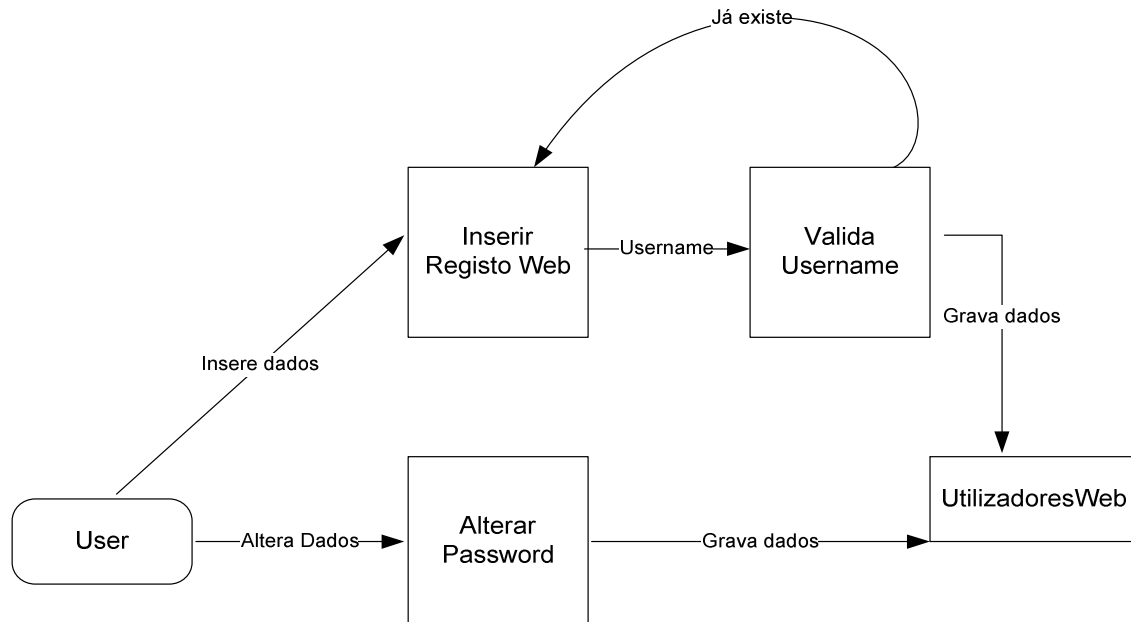 Já existe
Inserir
Registo Web
Username
Valida
Username
Grava dados
Insere dados
User
Altera Dados
Alterar
Password
Grava dados
UtilizadoresWeb